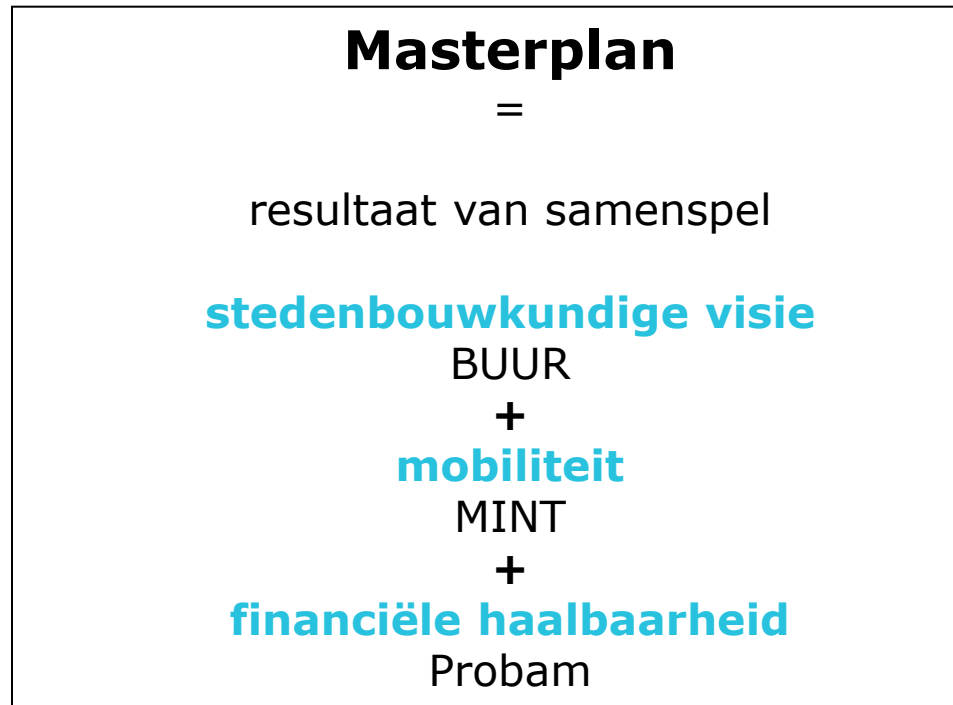 Masterplan
=
resultaat van samenspel
stedenbouwkundige visie
BUUR
+
mobiliteit
MINT
+
financiële haalbaarheid
Probam